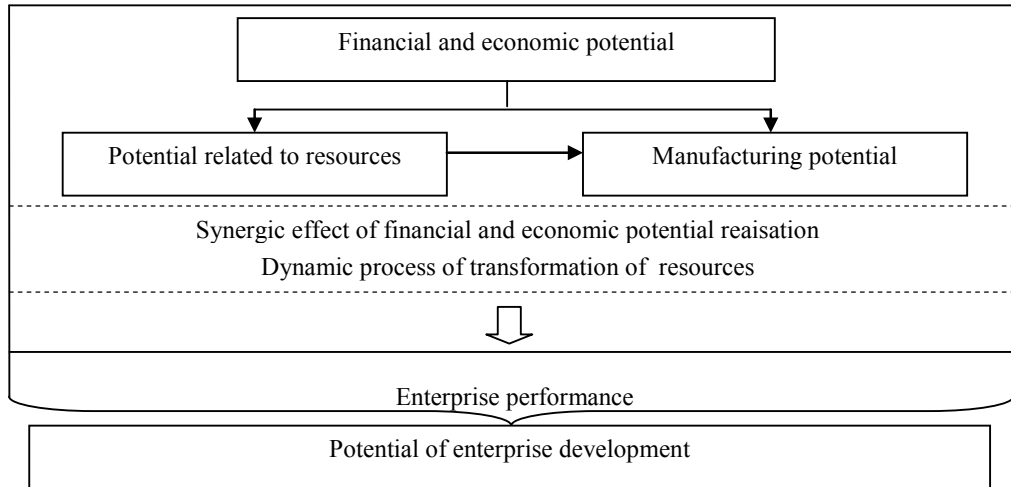 Financial and economic potential
Potential related to resources
Manufacturing potential
Synergic effect of financial and economic potential reaisation
Dynamic process of transformation of resources
Enterprise performance
Potential of enterprise development